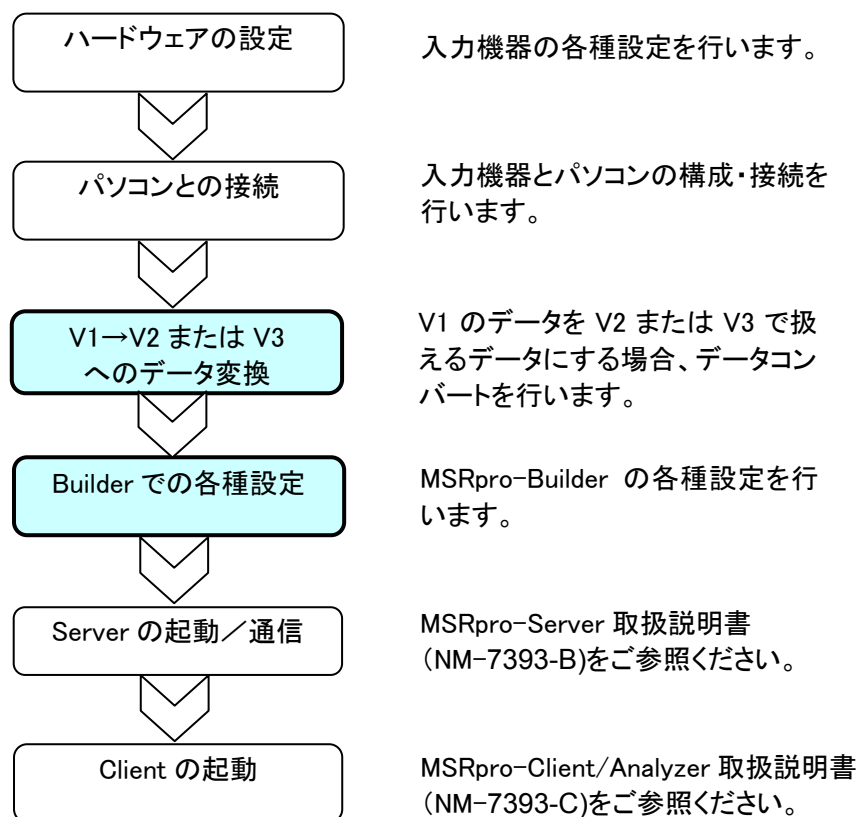 ハードウェアの設定
入力機器の各種設定を行います。
パソコンとの接続
入力機器とパソコンの構成・接続を
行います。
V1→V2 または V3
へのデータ変換
V1 のデータを V2 または V3 で扱
えるデータにする場合、データコン
バートを行います。
Builder での各種設定
MSRpro-Builder の各種設定を行
います。
Server の起動／通信
MSRpro-Server 取扱説明書
（NM-7393-B)をご参照ください。
Client の起動
MSRpro-Client/Analyzer 取扱説明書
（NM-7393-C)をご参照ください。